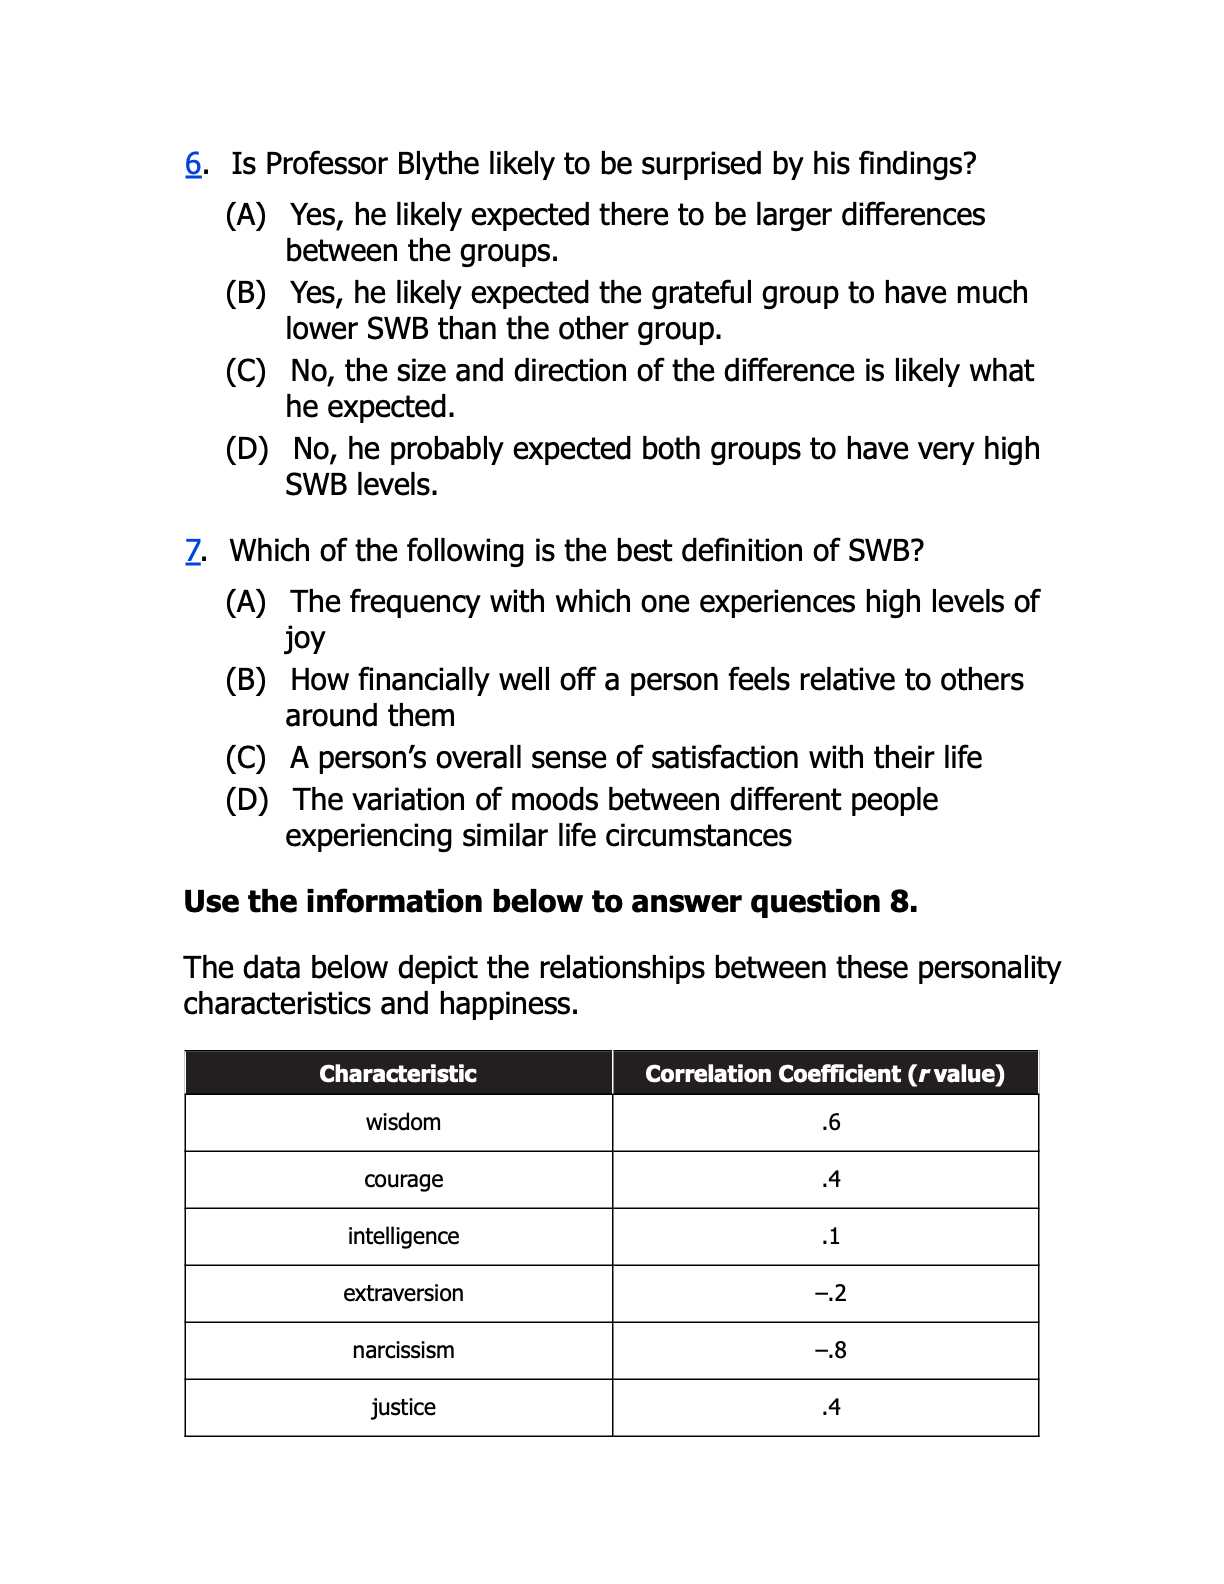 6. Is Professor Blythe likely to be surprised by his findings?
(A) Yes, he likely expected there to be larger differences
between the groups.
(B) Yes, he likely expected the grateful group to have much
lower SWB than the other group.
(C) No, the size and direction of the difference is likely what
he expected.
(D) No, he probably expected both groups to have very high
SWB levels.
7. Which of the following is the best definition of SWB?
(A) The frequency with which one experiences high levels of
joy
(B) How financially well off a person feels relative to others
around them
(C) A person’s overall sense of satisfaction with their life
(D) The variation of moods between different people
experiencing similar life circumstances
Use the information below to answer question 8.
The data below depict the relationships between these personality
characteristics and happiness.
Characteristic Correlation Coefficient (r value)
wisdom .6
courage .4
intelligence .1
extraversion –.2
narcissism –.8
justice .4